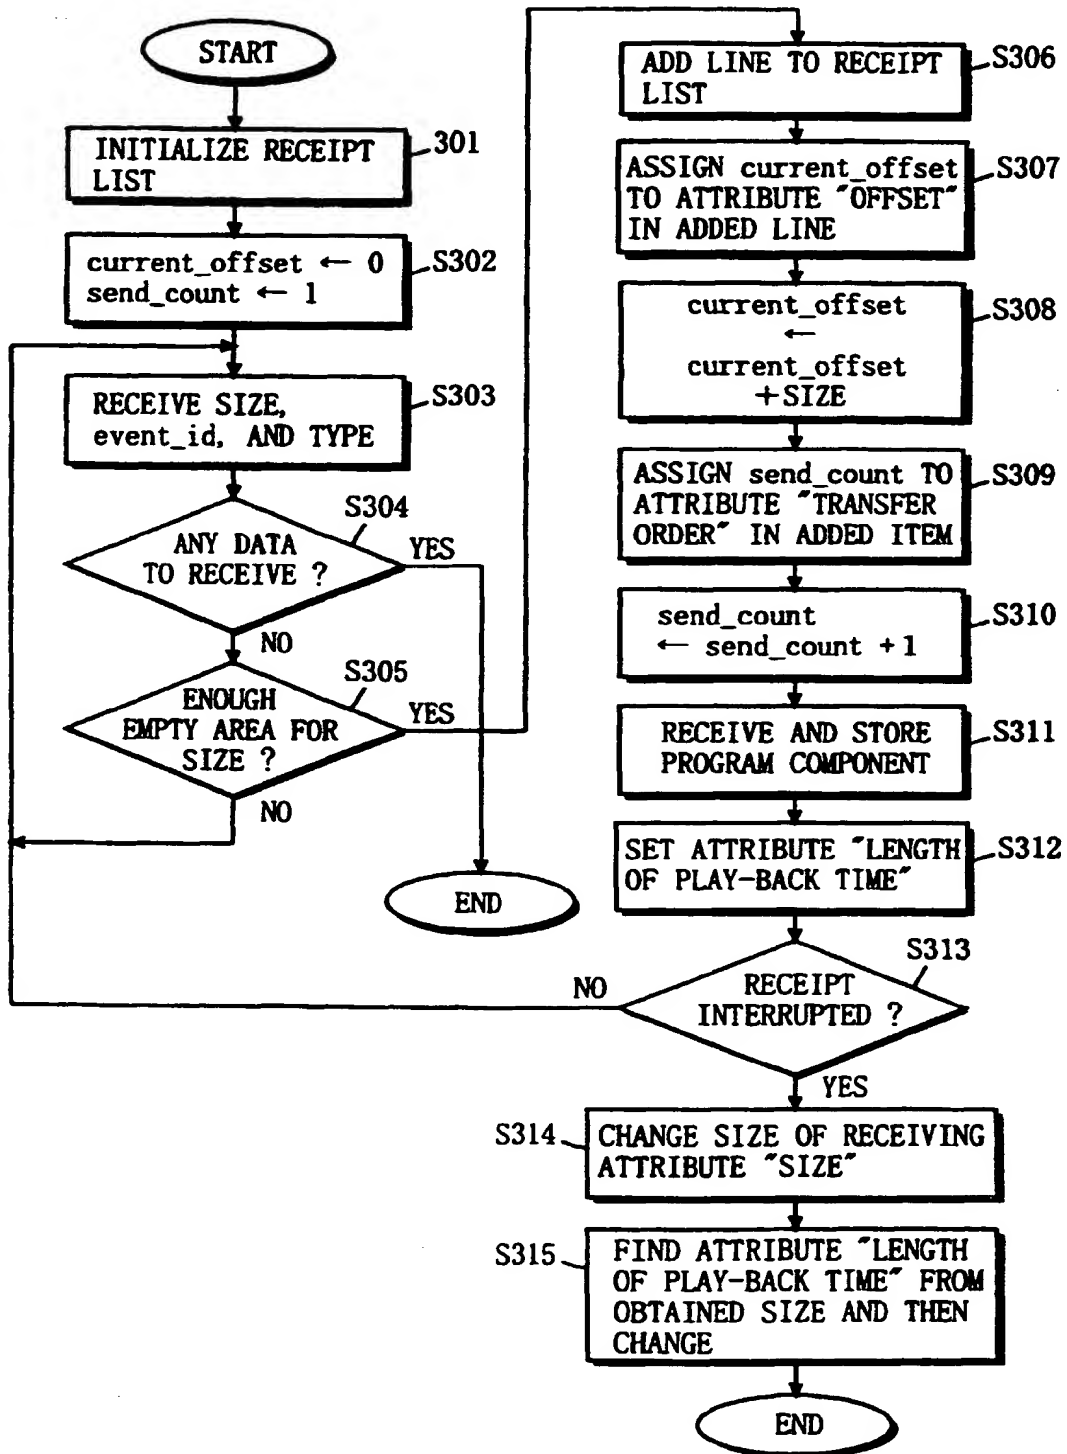 START
INITIALIZE RECEIPT
LIST
301
current_offset ← 0
send_count ← 1
S302
RECEIVE SIZE,
event_id, AND TYPE
S303
S304
ANY DATA
TO RECEIVE ?
YES
NO
S305
ENOUGH
EMPTY AREA FOR
SIZE ?
YES
NO
END
ADD LINE TO RECEIPT
LIST
S306
ASSIGN current_offset
TO ATTRIBUTE "OFFSET"
IN ADDED LINE
S307
current_offset
←
current_offset
+SIZE
S308
ASSIGN send_count TO
ATTRIBUTE "TRANSFER
ORDER" IN ADDED ITEM
S309
send_count
← send_count +1
S310
RECEIVE AND STORE
PROGRAM COMPONENT
S311
SET ATTRIBUTE "LENGTH
OF PLAY-BACK TIME"
S312
S313
RECEIPT
INTERRUPTED ?
NO
YES
S314
CHANGE SIZE OF RECEIVING
ATTRIBUTE "SIZE"
S315
FIND ATTRIBUTE "LENGTH
OF PLAY-BACK TIME" FROM
OBTAINED SIZE AND THEN
CHANGE
END